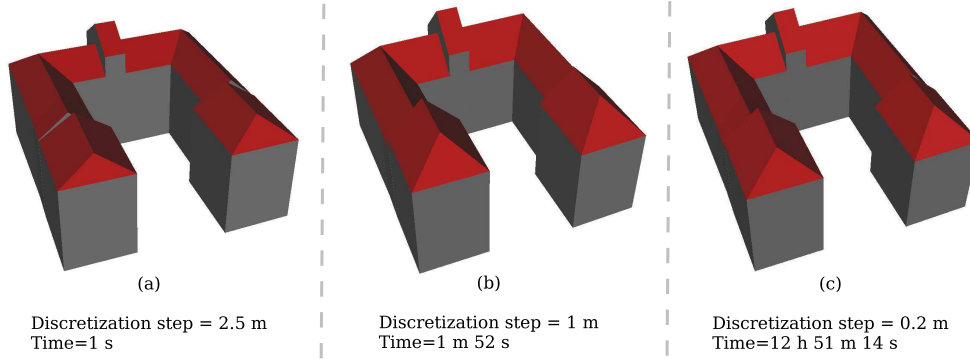 (a)
Discretization step = 2.5 m
Time=1 s
(b)
Discretization step = 1 m
Time=1 m 52 s
(c)
Discretization step = 0.2 m
Time=12 h 51 m 14 s